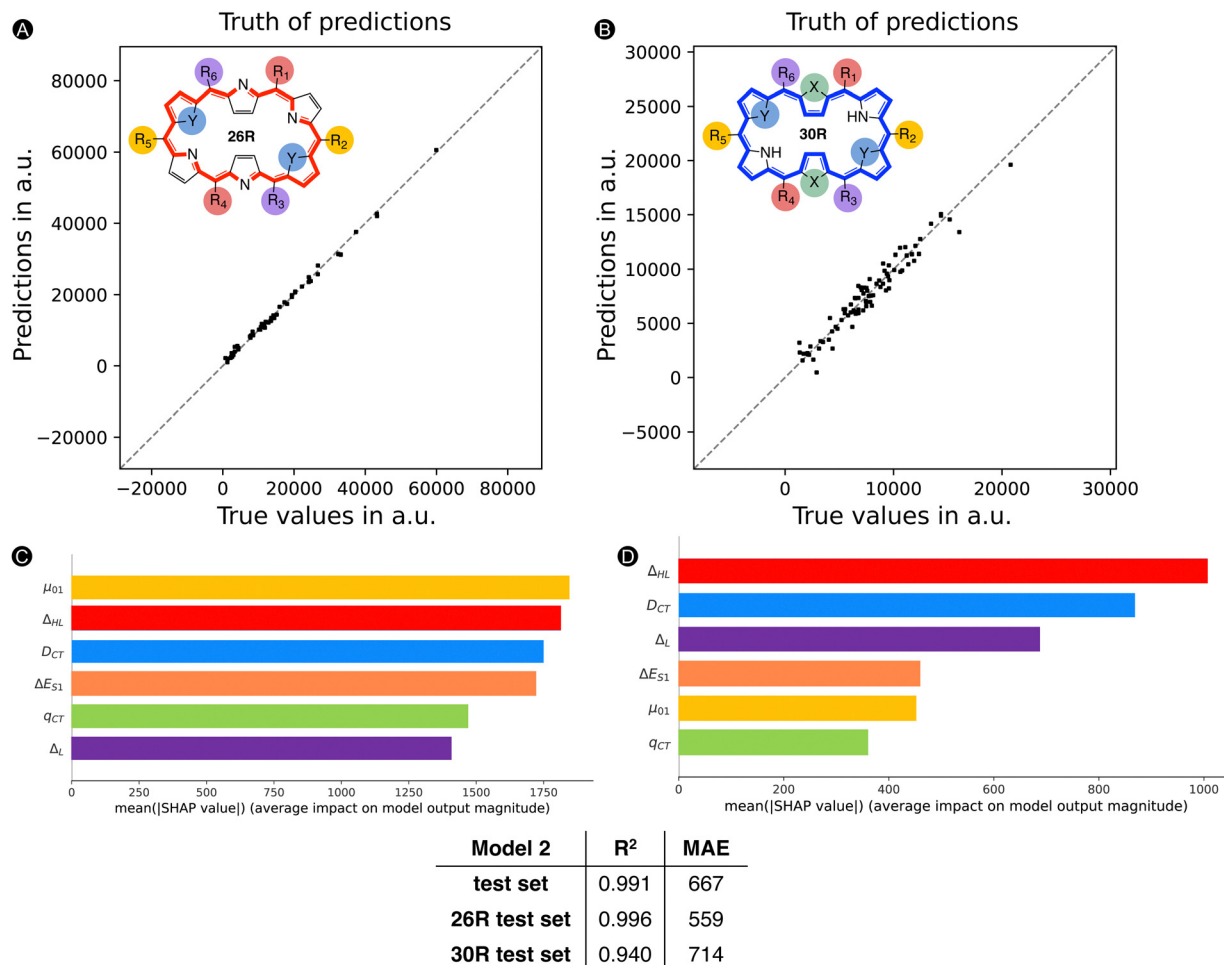 A
Truth of predictions
Predictions in a.u.
80000
60000
40000
20000
0
−20000
−20000 0 20000 40000 60000 80000
True values in a.u.
R6
R1
N
N
Y
R5
26R
R2
N
Y
N
R4
R3
B
Truth of predictions
Predictions in a.u.
30000
25000
20000
15000
10000
5000
0
−5000
0 10000 20000 30000
True values in a.u.
R6
X
R1
Y
HN
R5
30R
R2
NH
Y
R4
X
R3
C
μ01
ΔHL
DCT
ΔES1
qCT
ΔL
0 250 500 750 1000 1250 1500 1750
mean(|SHAP value|) (average impact on model output magnitude)
D
ΔHL
DCT
ΔL
ΔES1
μ01
qCT
0 200 400 600 800 1000
mean(|SHAP value|) (average impact on model output magnitude)
Model 2 R² MAE
test set 0.991 667
26R test set 0.996 559
30R test set 0.940 714